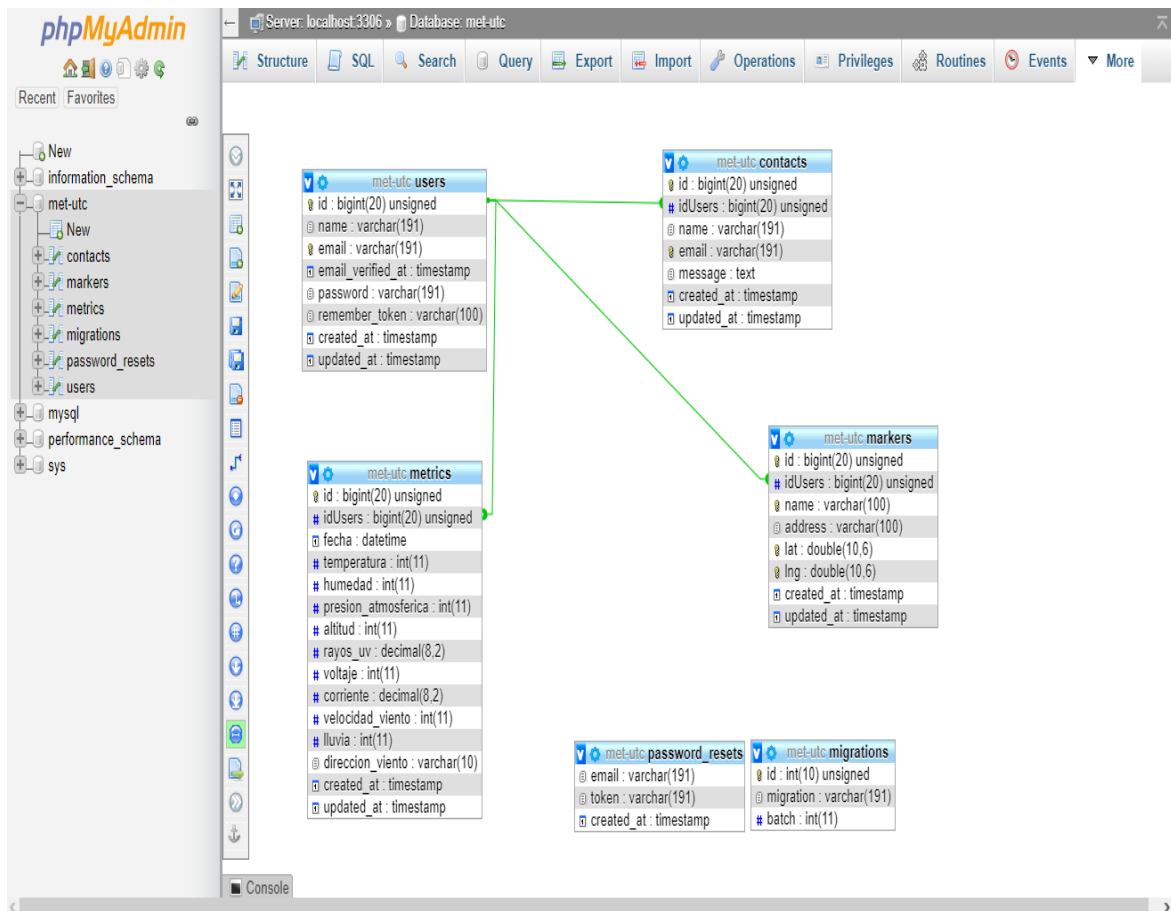 phpMyAdmin
Recent Favorites
New
information_schema
met-utc
New
contacts
markers
metrics
migrations
password_resets
users
mysql
performance_schema
sys
Server: localhost:3306 » Database: met-utc
Structure SQL Search Query Export Import Operations Privileges Routines Events More
met-utc users
id : bigint(20) unsigned
name : varchar(191)
email : varchar(191)
email_verified_at : timestamp
password : varchar(191)
remember_token : varchar(100)
created_at : timestamp
updated_at : timestamp
met-utc contacts
id : bigint(20) unsigned
idUsers : bigint(20) unsigned
name : varchar(191)
email : varchar(191)
message : text
created_at : timestamp
updated_at : timestamp
met-utc metrics
id : bigint(20) unsigned
idUsers : bigint(20) unsigned
fecha : datetime
temperatura : int(11)
humedad : int(11)
presion_atmosferica : int(11)
altitud : int(11)
rayos_uv : decimal(8,2)
voltaje : int(11)
corriente : decimal(8,2)
velocidad_viento : int(11)
lluvia : int(11)
direccion_viento : varchar(10)
created_at : timestamp
updated_at : timestamp
met-utc markers
id : bigint(20) unsigned
idUsers : bigint(20) unsigned
name : varchar(100)
address : varchar(100)
lat : double(10,6)
lng : double(10,6)
created_at : timestamp
updated_at : timestamp
met-utc password_resets
email : varchar(191)
token : varchar(191)
created_at : timestamp
met-utc migrations
id : int(10) unsigned
migration : varchar(191)
batch : int(11)
Console